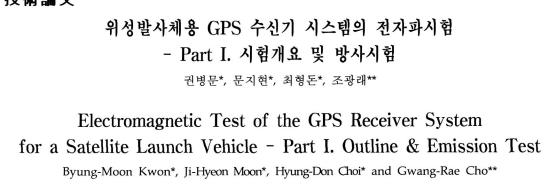 技術論文
위성발사체용 GPS 수신기 시스템의 전자파시험
- Part I. 시험개요 및 방사시험
권병문*, 문지현*, 최형돈*, 조광래**
Electromagnetic Test of the GPS Receiver System
for a Satellite Launch Vehicle - Part I. Outline & Emission Test
Byung-Moon Kwon*, Ji-Hyeon Moon*, Hyung-Don Choi* and Gwang-Rae Cho**